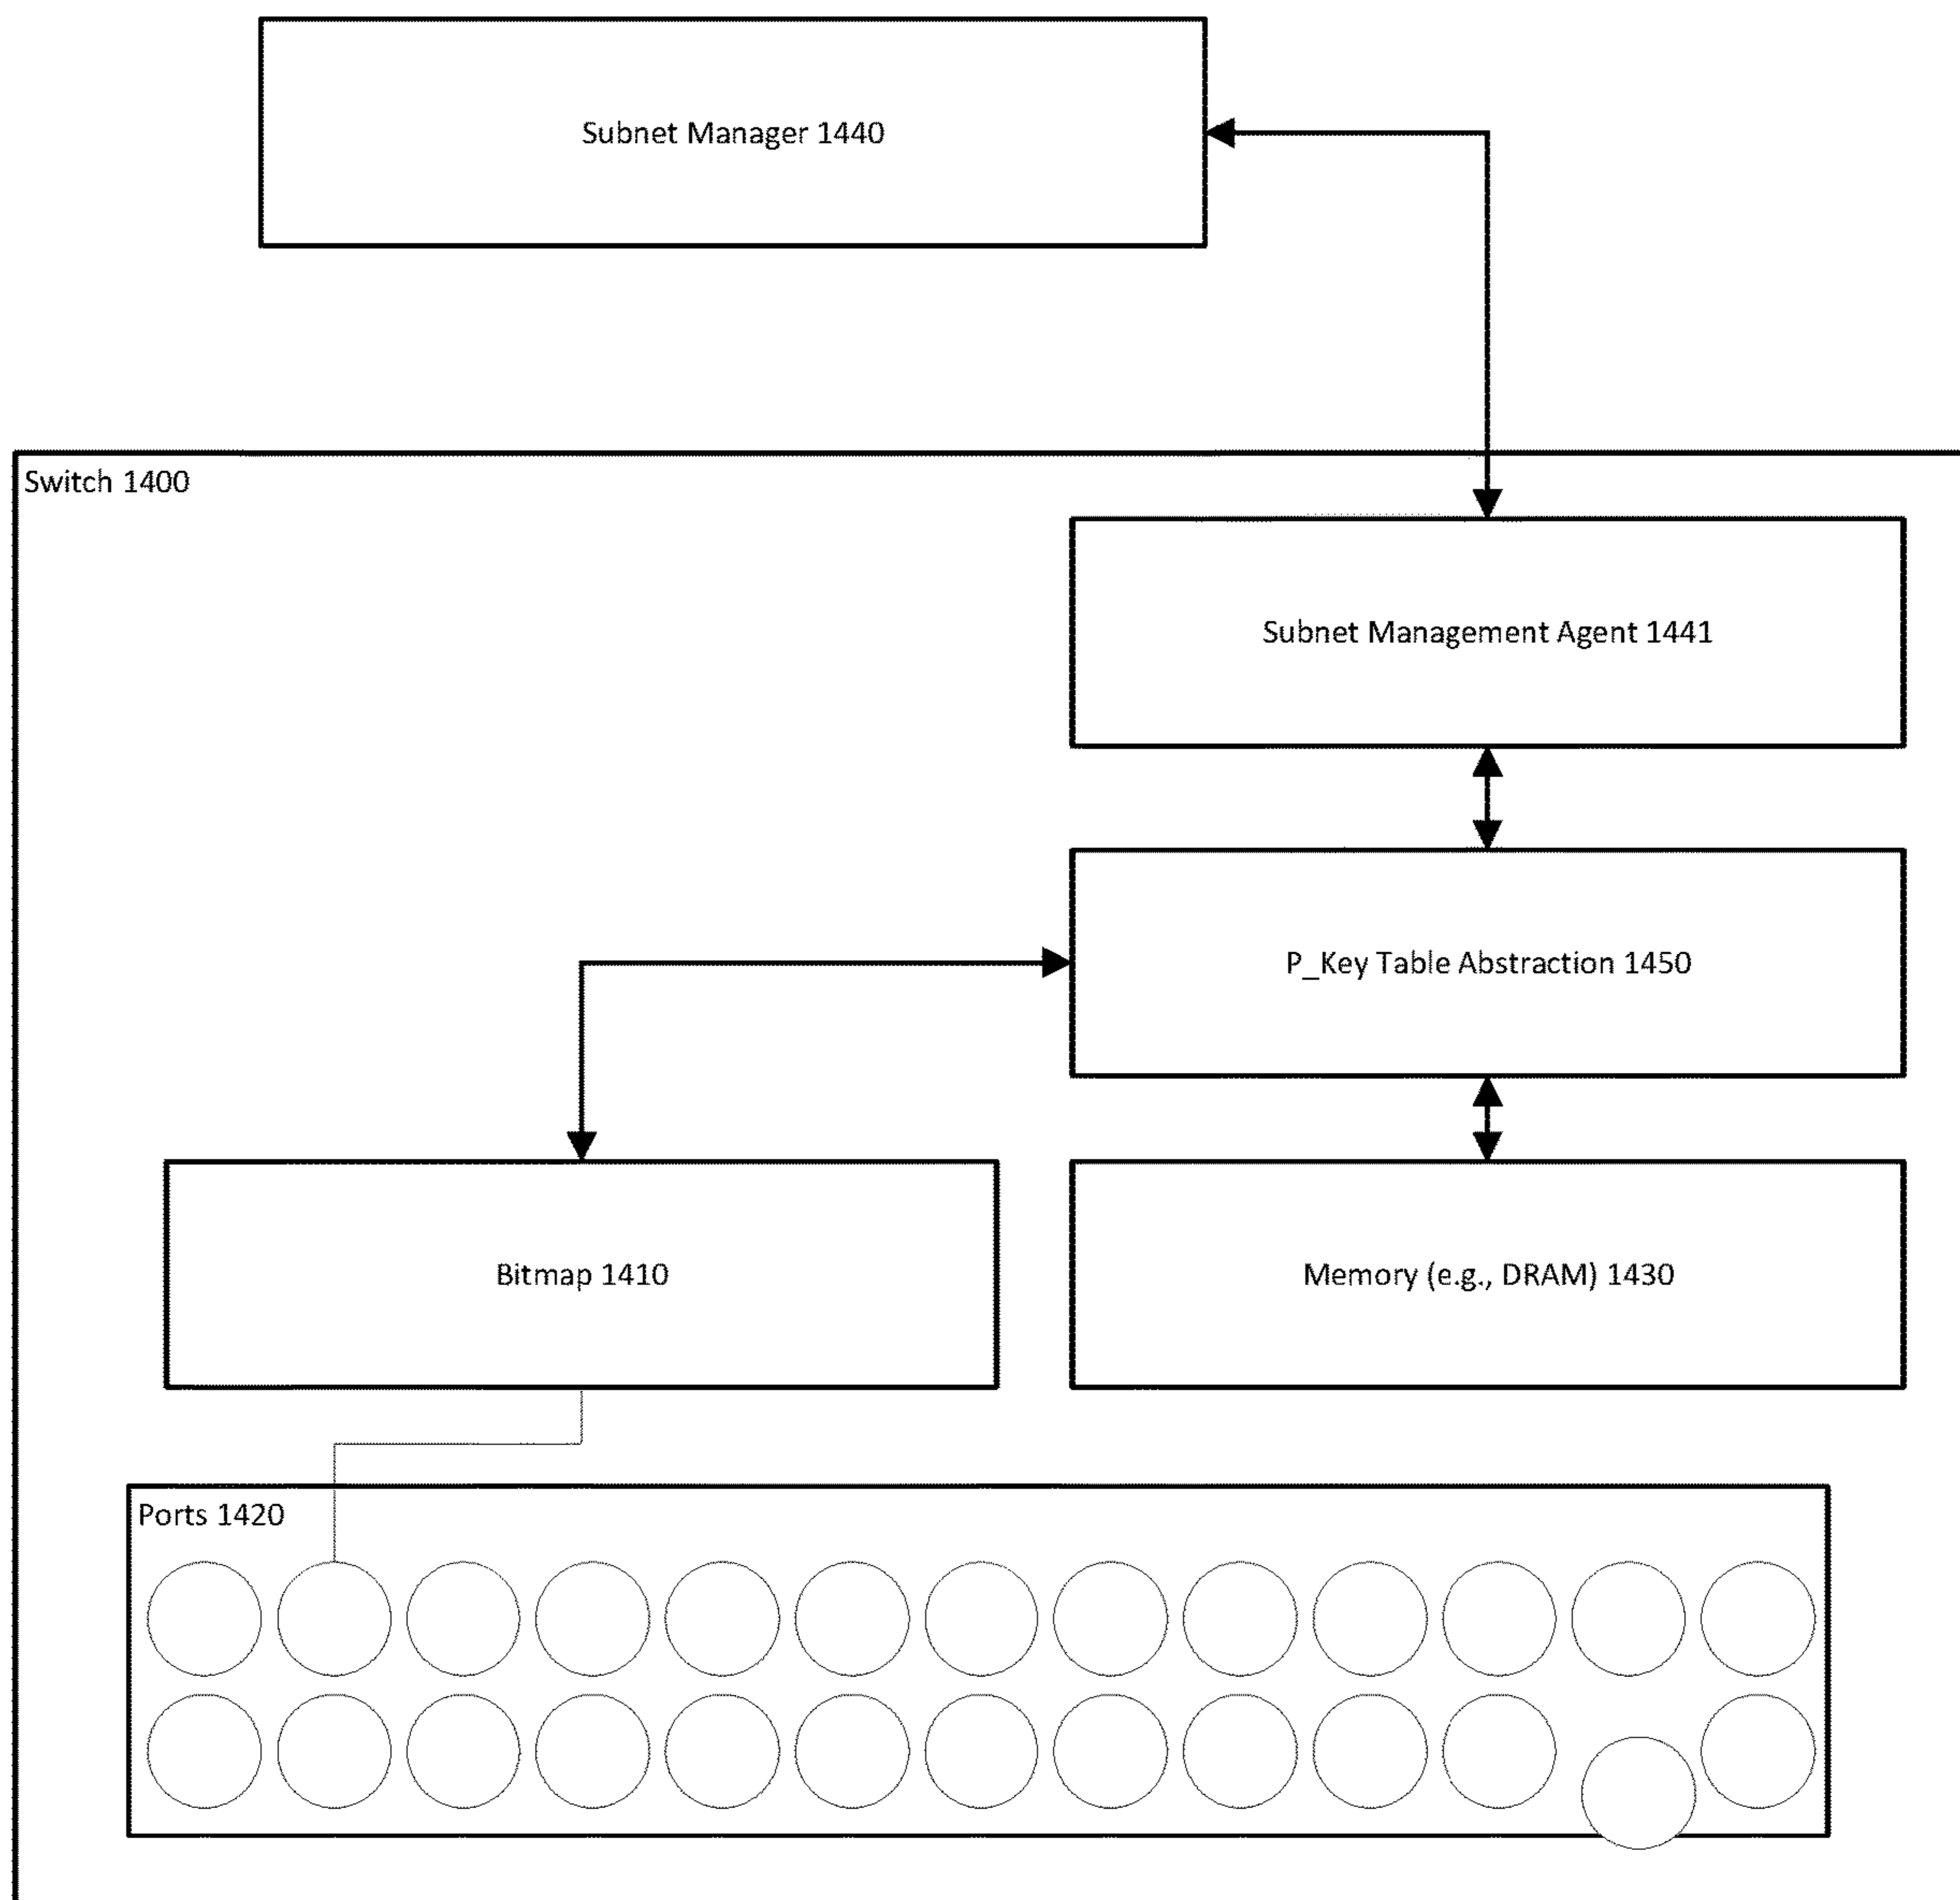 Subnet Manager 1440
Switch 1400
Subnet Management Agent 1441
P_Key Table Abstraction 1450
Bitmap 1410
Memory (e.g., DRAM) 1430
Ports 1420